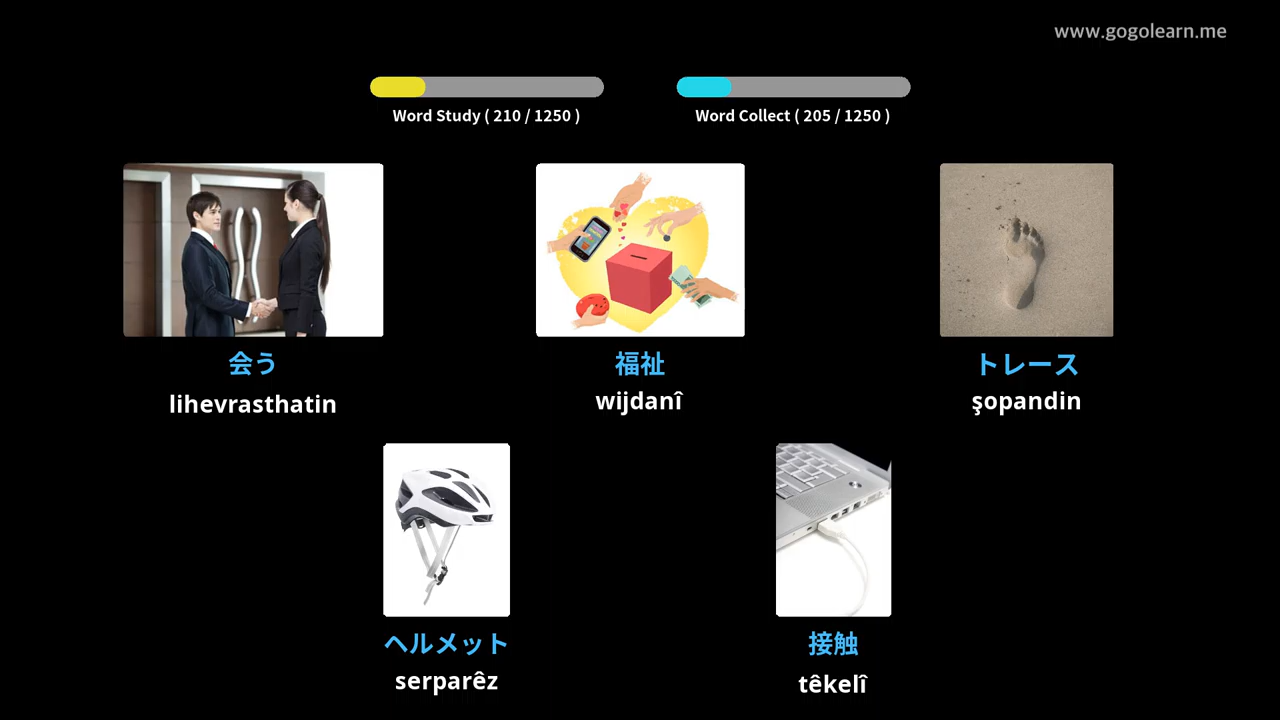 www.gogolearn.me
Word Study ( 210 / 1250 )
Word Collect ( 205 / 1250 )
会う
lihevrasthatin
福祉
wijdanî
トレース
şopandin
ヘルメット
serparêz
接触
têkelî